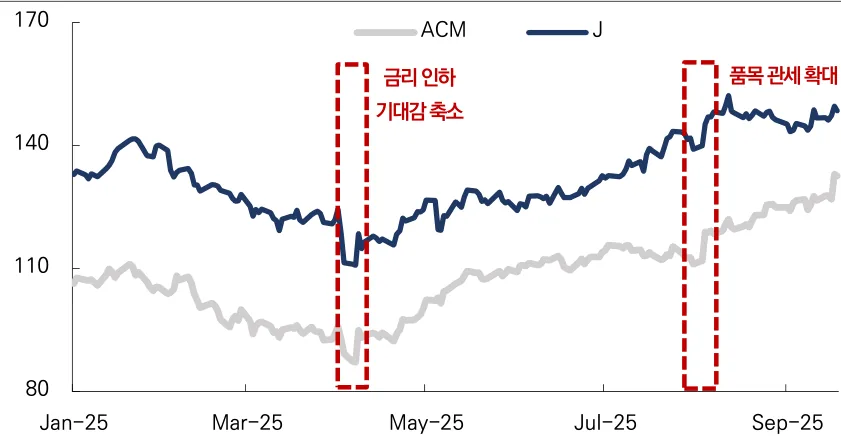 170
ACM
J
금리 인하
기대감 축소
품목 관세 확대
140
110
80
Jan-25
Mar-25
May-25
Jul-25
Sep-25